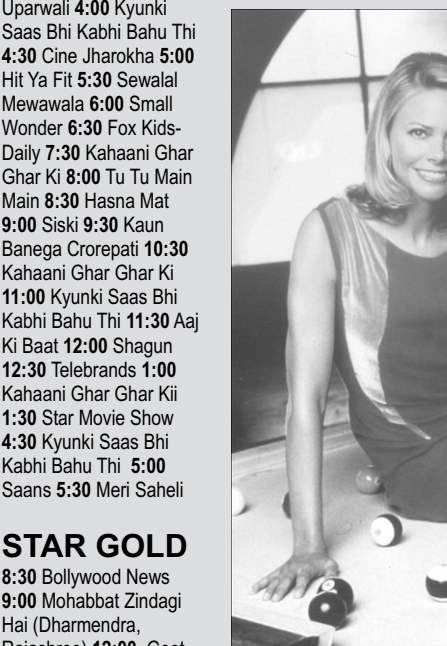 Uparwali 4:00 Kyunki
Saas Bhi Kabhi Bahu Thi
4:30 Cine Jharokha 5:00
Hit Ya Fit 5:30 Sewalal
Mewawala 6:00 Small
Wonder 6:30 Fox Kids-
Daily 7:30 Kahaani Ghar
Ghar Ki 8:00 Tu Tu Main
Main 8:30 Hasna Mat
9:00 Siski 9:30 Kaun
Banega Crorepati 10:30
Kahaani Ghar Ghar Ki
11:00 Kyunki Saas Bhi
Kabhi Bahu Thi 11:30 Aaj
Ki Baat 12:00 Shagun
12:30 Telebrands 1:00
Kahaani Ghar Ghar Kii
1:30 Star Movie Show
4:30 Kyunki Saas Bhi
Kabhi Bahu Thi 5:00
Saans 5:30 Meri Saheli
STAR GOLD
8:30 Bollywood News
9:00 Mohabbat Zindagi
Hai (Dharmendra,
Rajashree) 12:00